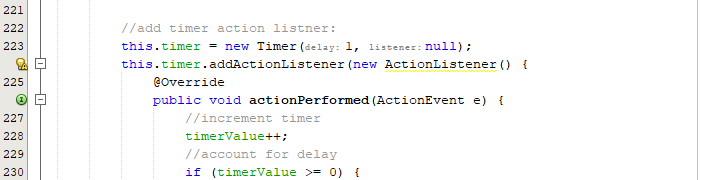 221
222 //add timer action listner:
223 this.timer = new Timer(delay: 1, listener: null);
this.timer.addActionListener(new ActionListener() {
225 @Override
public void actionPerformed(ActionEvent e) {
227 //increment timer
228 timerValue++;
229 //account for delay
230 if (timerValue >= 0) {